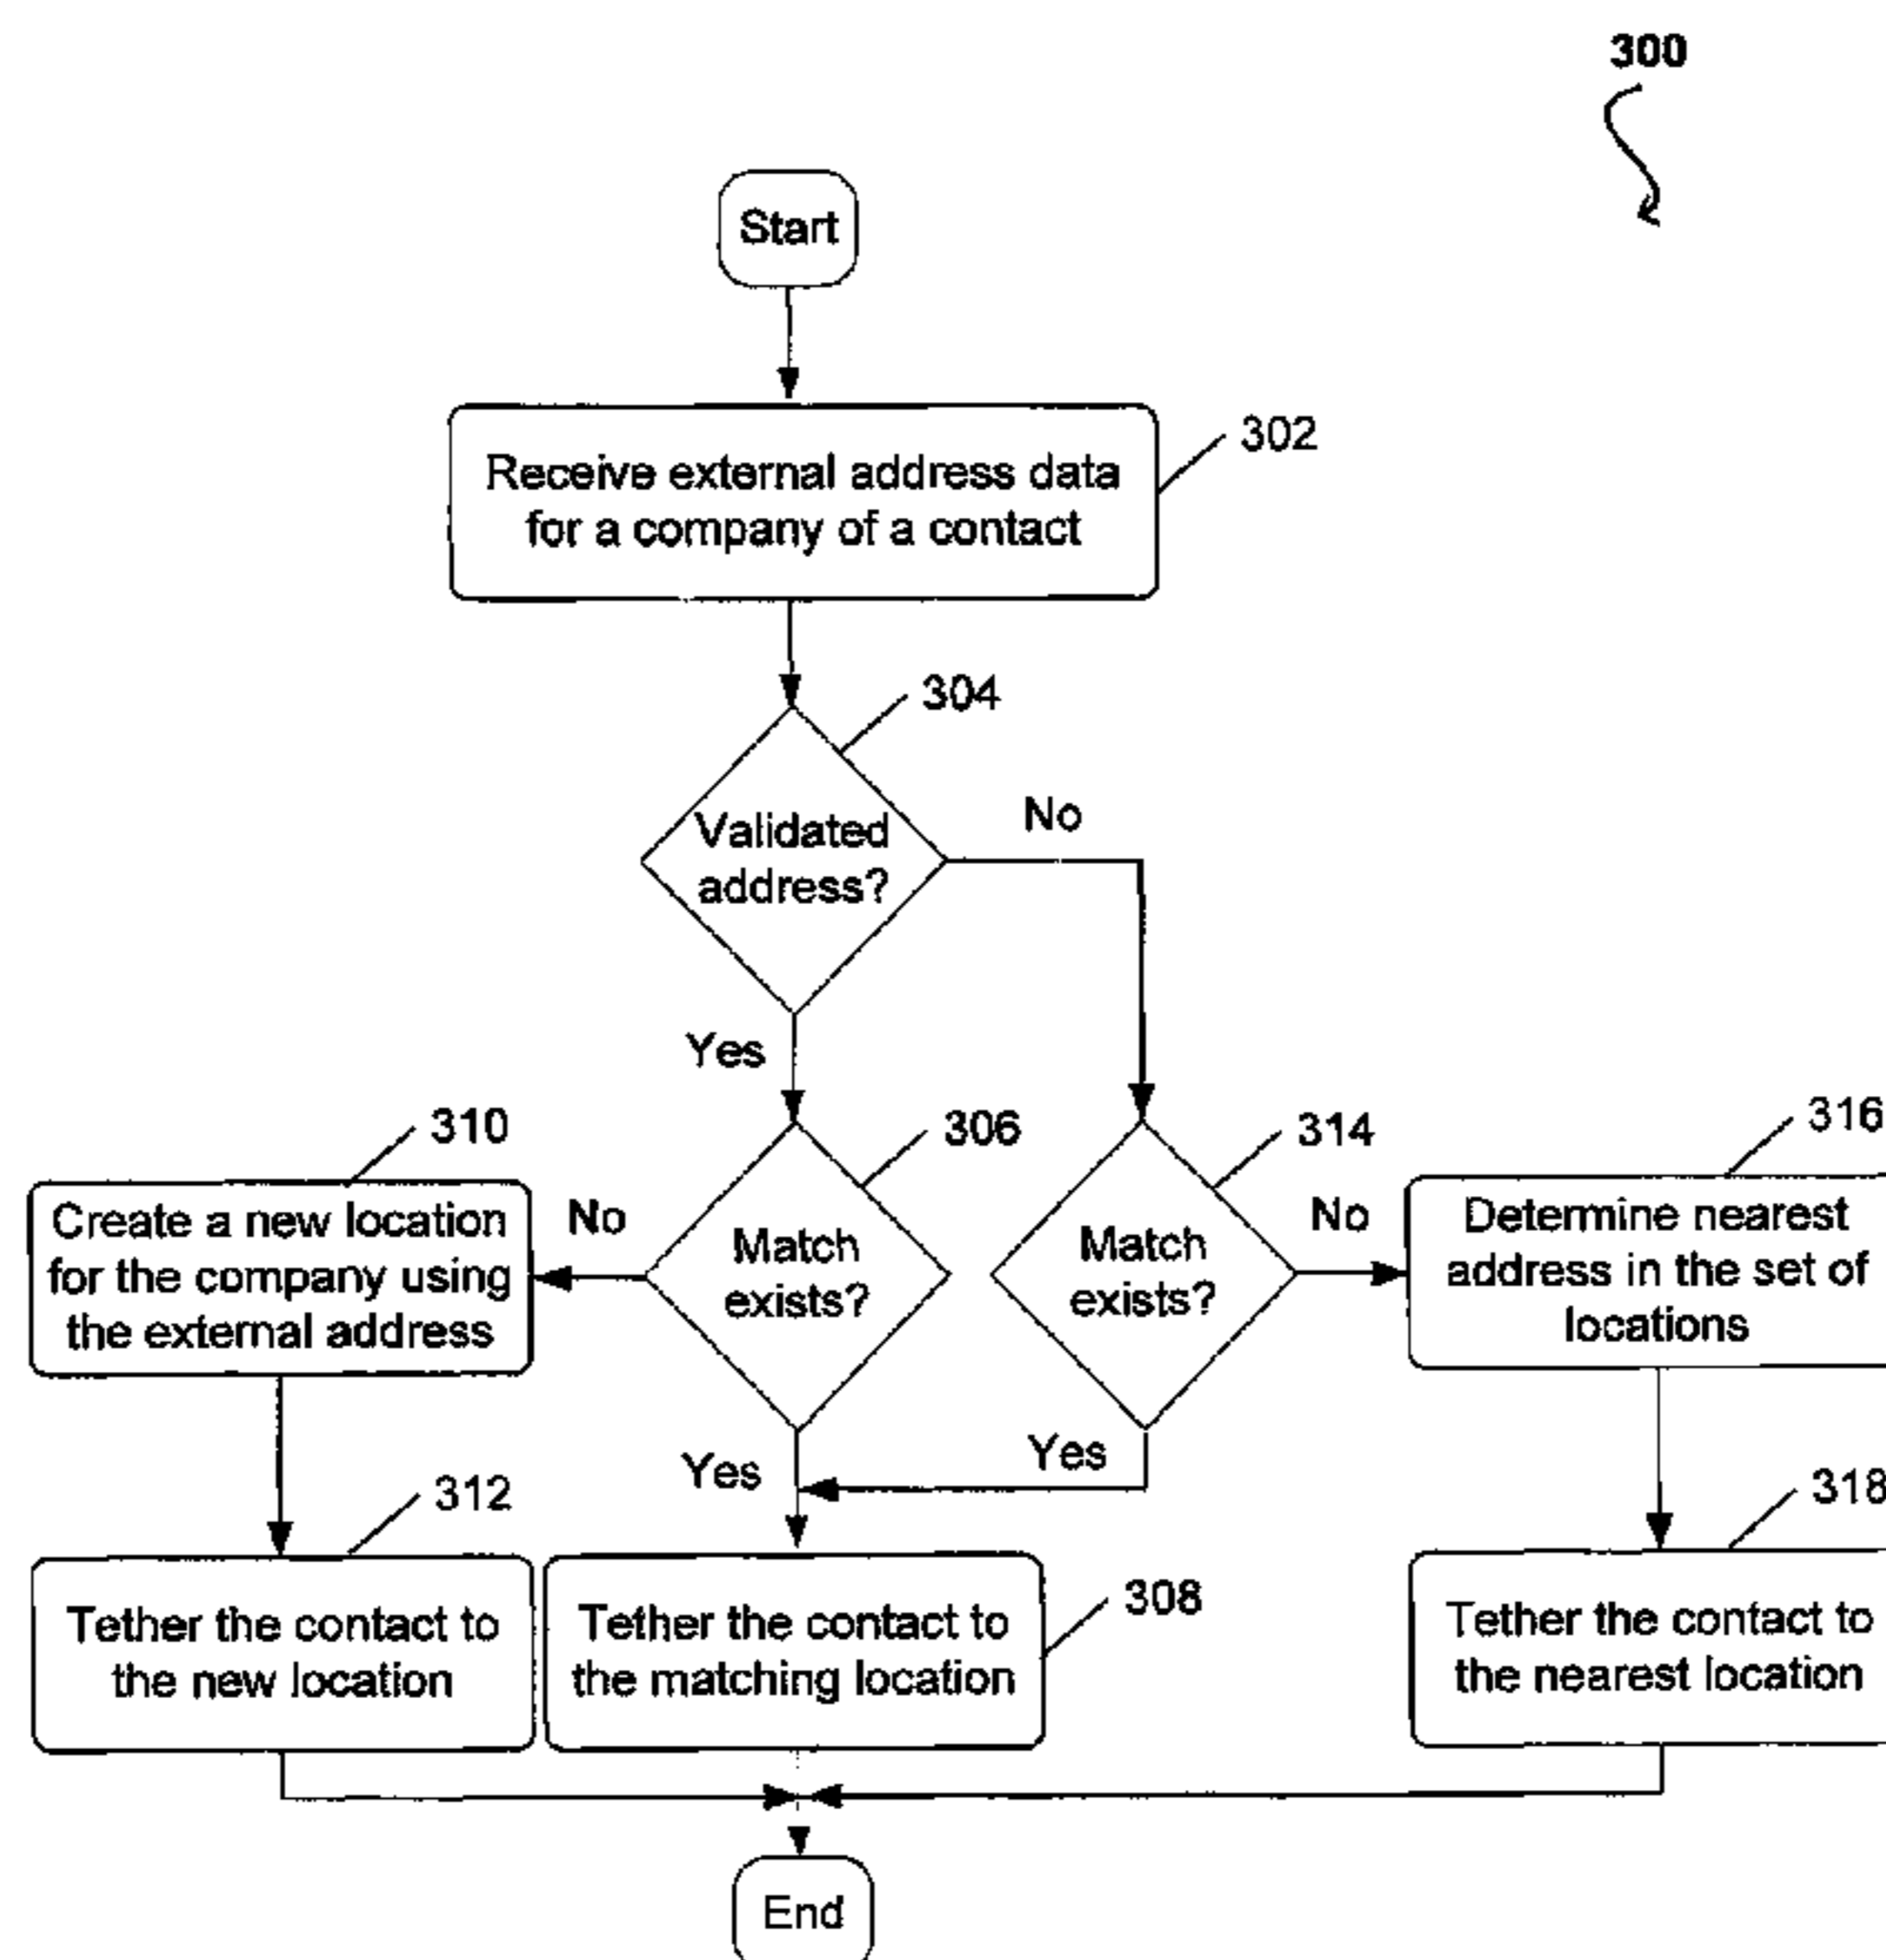 300
Start
302
Receive external address data
for a company of a contact
304
Validated
address?
No
Yes
310
306
314
316
Create a new location
for the company using
the external address
No
Match
exists?
Match
exists?
No
Determine nearest
address in the set of
locations
Yes
Yes
312
308
318
Tether the contact to
the new location
Tether the contact to
the matching location
Tether the contact to
the nearest location
End